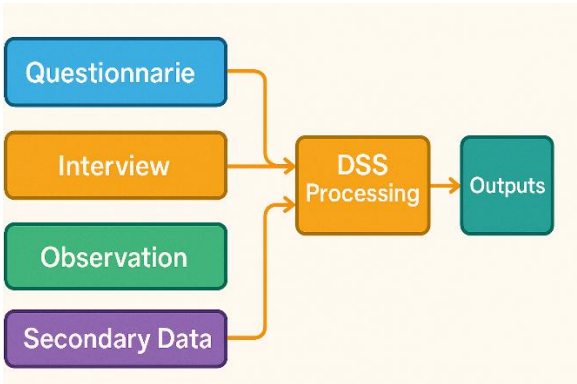 Questionnarie
Interview
Observation
Secondary Data
DSS
Processing
Outputs